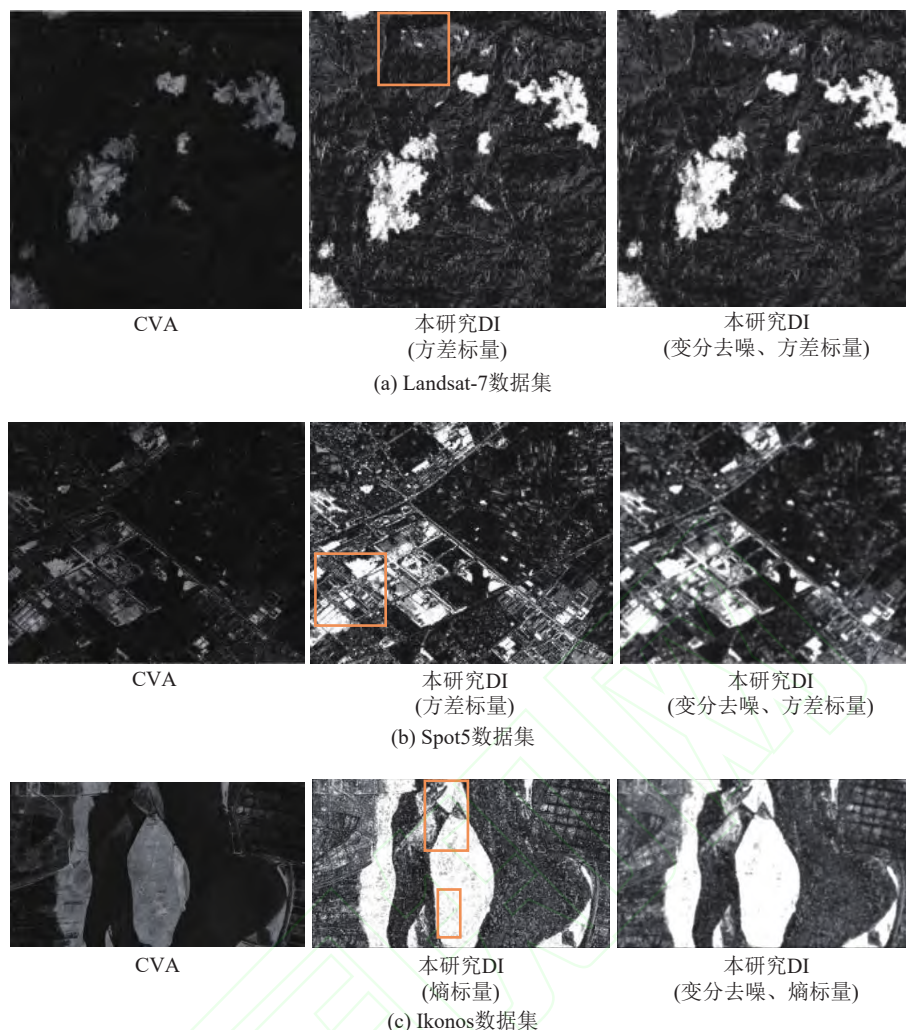 CVA
本研究DI
(方差标量)
本研究DI
(变分去噪、方差标量)
(a) Landsat-7数据集
CVA
本研究DI
(方差标量)
本研究DI
(变分去噪、方差标量)
(b) Spot5数据集
CVA
本研究DI
(熵标量)
本研究DI
(变分去噪、熵标量)
(c) Ikonos数据集